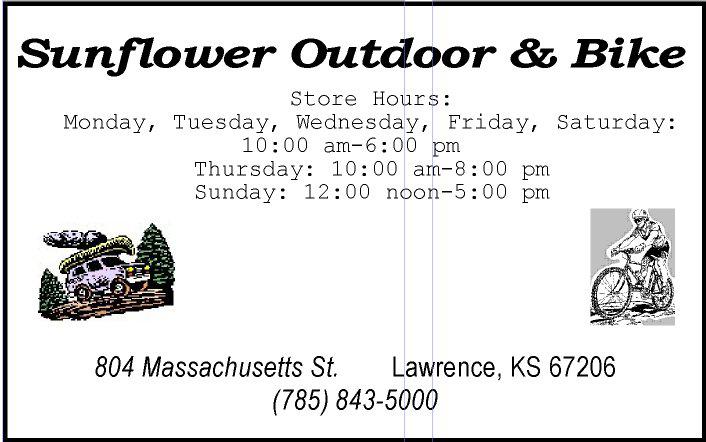 Sunflower Outdoor & Bike
Store Hours:
Monday, Tuesday, Wednesday, Friday, Saturday:
10:00 am-6:00 pm
Thursday: 10:00 am-8:00 pm
Sunday: 12:00 noon-5:00 pm
804 Massachusetts St. Lawrence, KS 67206
(785) 843-5000